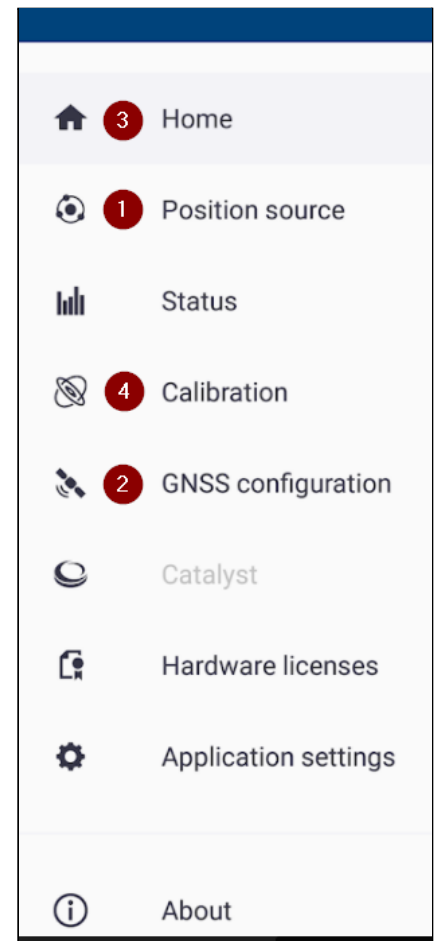 3 Home
1 Position source
Status
4 Calibration
2 GNSS configuration
Catalyst
Hardware licenses
Application settings
About